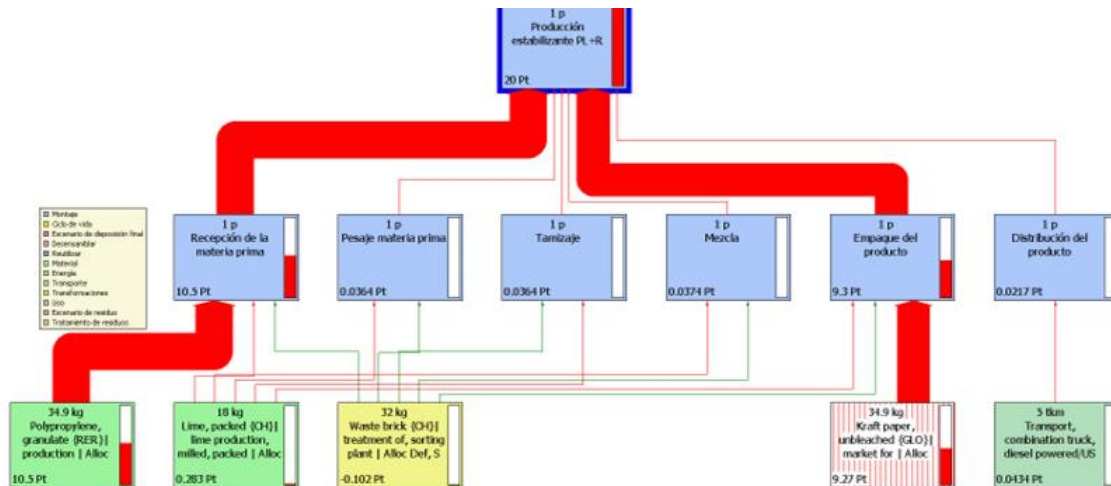 1 p
Producción
estabilizante PL+R
20 Pt
Montaje
Ciclo de vida
Escenario de disposición final
Desensamblar
Reutilizar
Material
Energía
Transporte
Transformaciones
Uso
Escenario de residuo
Tratamiento de residuos
1 p
Recepción de la
materia prima
10.5 Pt
1 p
Pesaje materia prima
0.0364 Pt
1 p
Tamizaje
0.0364 Pt
1 p
Mezcla
0.0374 Pt
1 p
Empaque del
producto
9.3 Pt
1 p
Distribución del
producto
0.0217 Pt
34.9 kg
Polypropylene,
granulate {RER}|
production | Alloc
10.5 Pt
18 kg
Lime, packed {CH}|
lime production,
milled, packed | Alloc
0.283 Pt
32 kg
Waste brick {CH}|
treatment of, sorting
plant | Alloc Def, S
-0.102 Pt
34.9 kg
Kraft paper,
unbleached {GLO}|
market for | Alloc
9.27 Pt
5 tkm
Transport,
combination truck,
diesel powered/US
0.0434 Pt